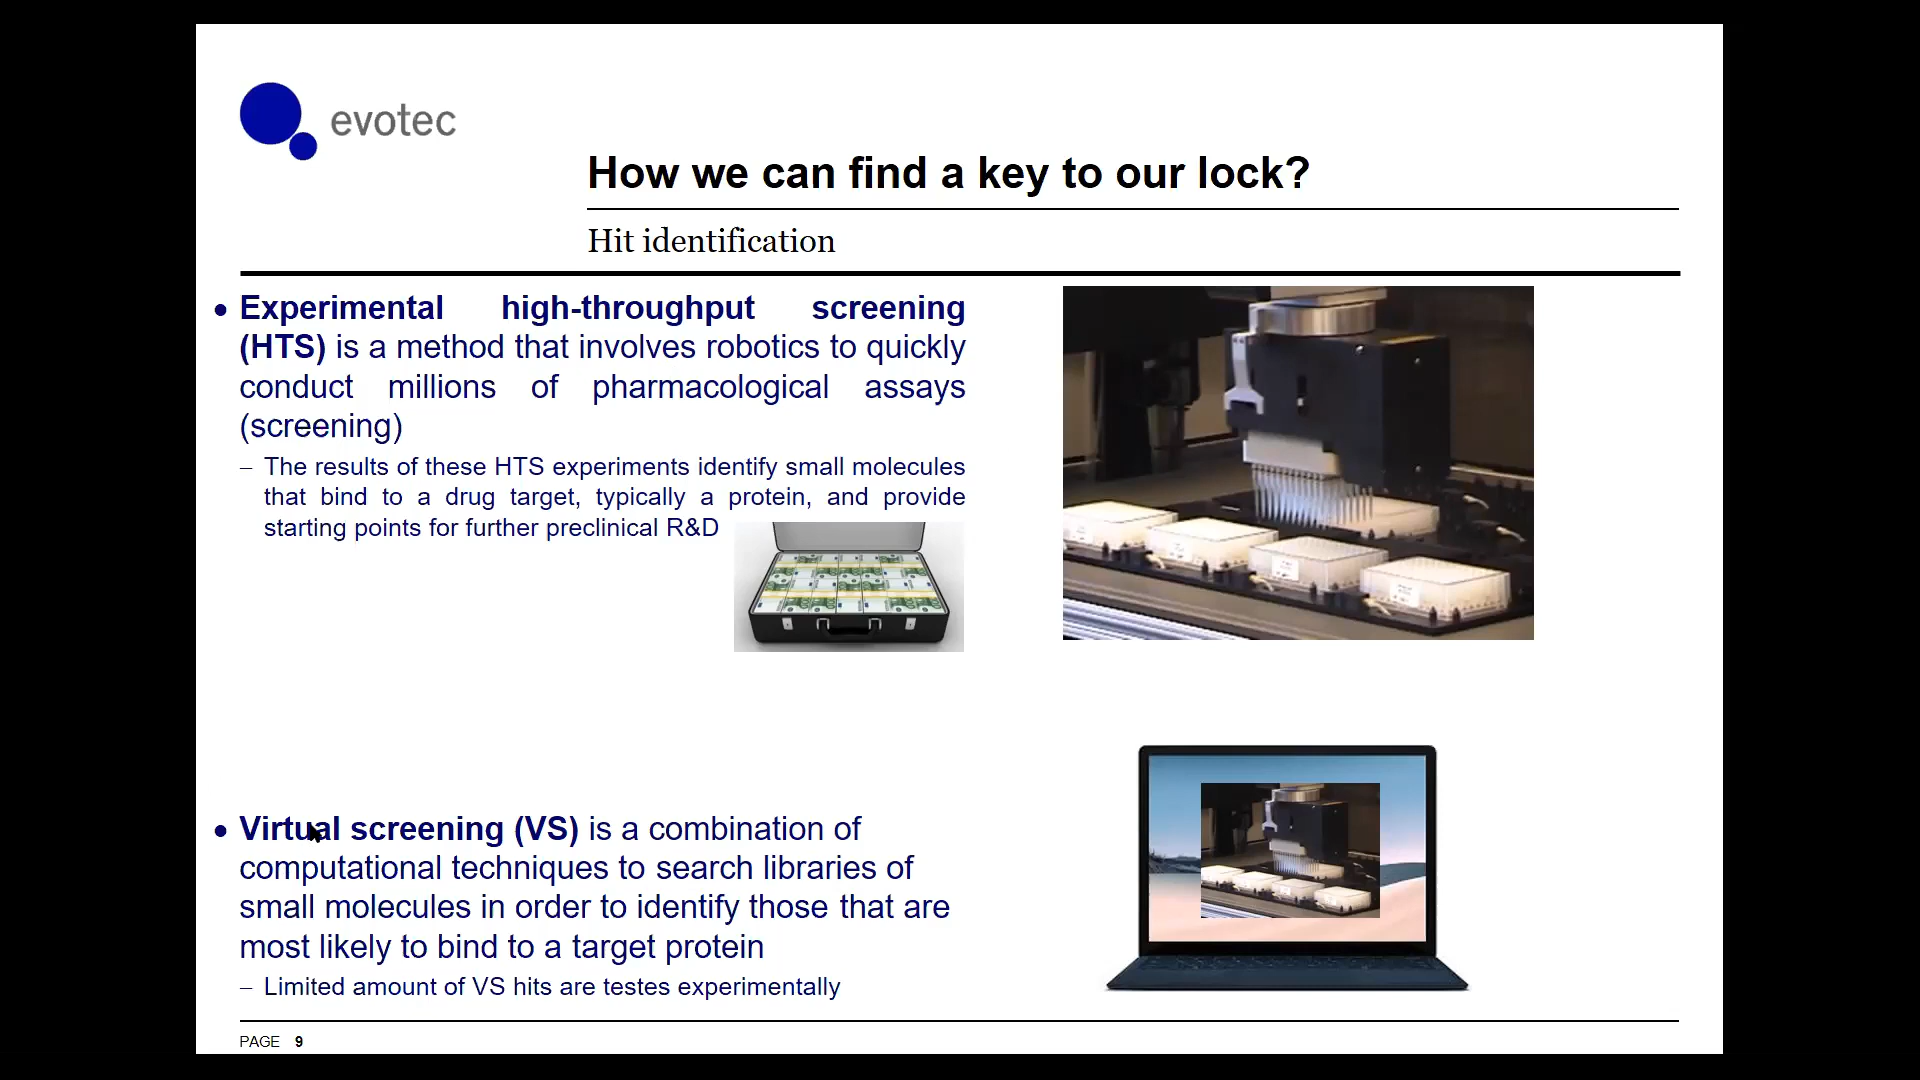 evotec
How we can find a key to our lock?
Hit identification
• Experimental high-throughput screening
(HTS) is a method that involves robotics to quickly
conduct millions of pharmacological assays
(screening)
– The results of these HTS experiments identify small molecules
that bind to a drug target, typically a protein, and provide
starting points for further preclinical R&D
• Virtual screening (VS) is a combination of
computational techniques to search libraries of
small molecules in order to identify those that are
most likely to bind to a target protein
– Limited amount of VS hits are testes experimentally
PAGE 9